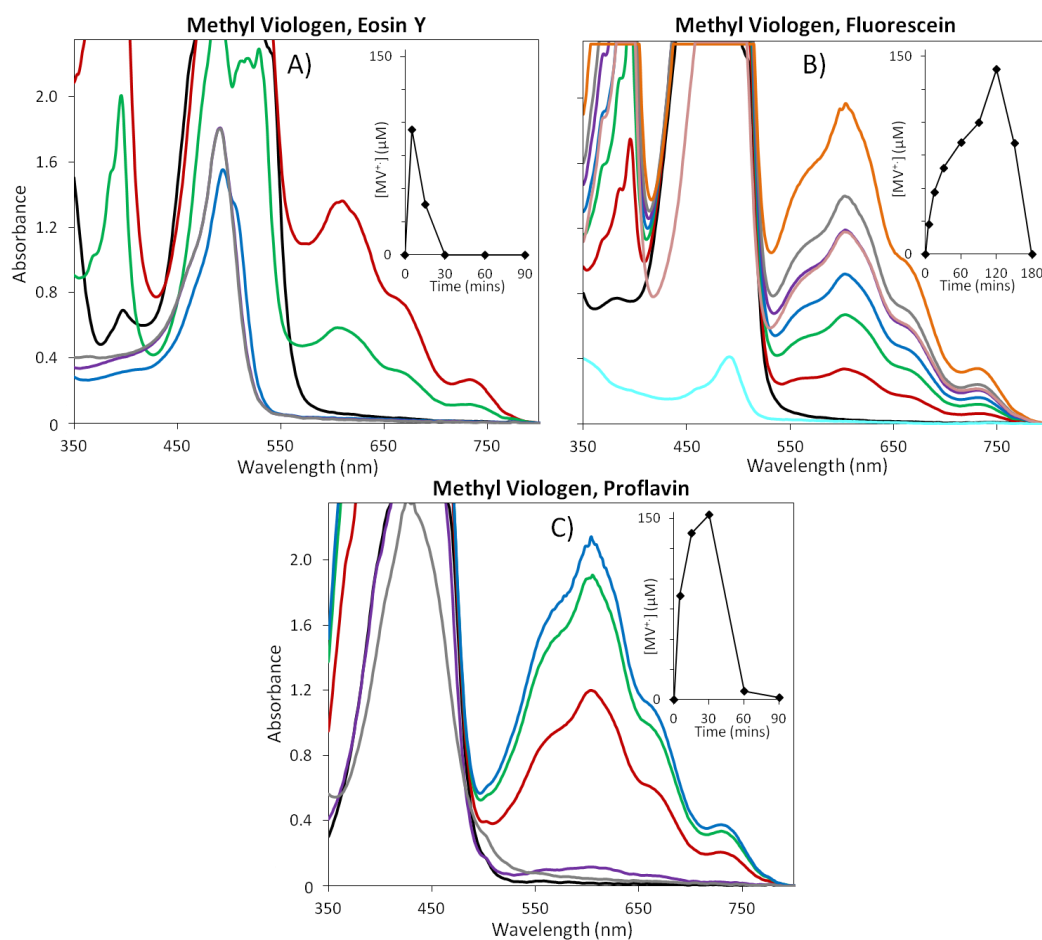 Methyl Viologen, Eosin Y
A)
Absorbance
2.0
1.6
1.2
0.8
0.4
0
350
450
550
650
750
Wavelength (nm)
[MV⁺·] (µM)
150
0
0
30
60
90
Time (mins)
Methyl Viologen, Fluorescein
B)
350
450
550
650
750
Wavelength (nm)
[MV⁺·] (µM)
150
0
0
60
120
180
Time (mins)
Methyl Viologen, Proflavin
C)
Absorbance
2.0
1.6
1.2
0.8
0.4
0
350
450
550
650
750
Wavelength (nm)
[MV⁺·] (µM)
150
0
0
30
60
90
Time (mins)